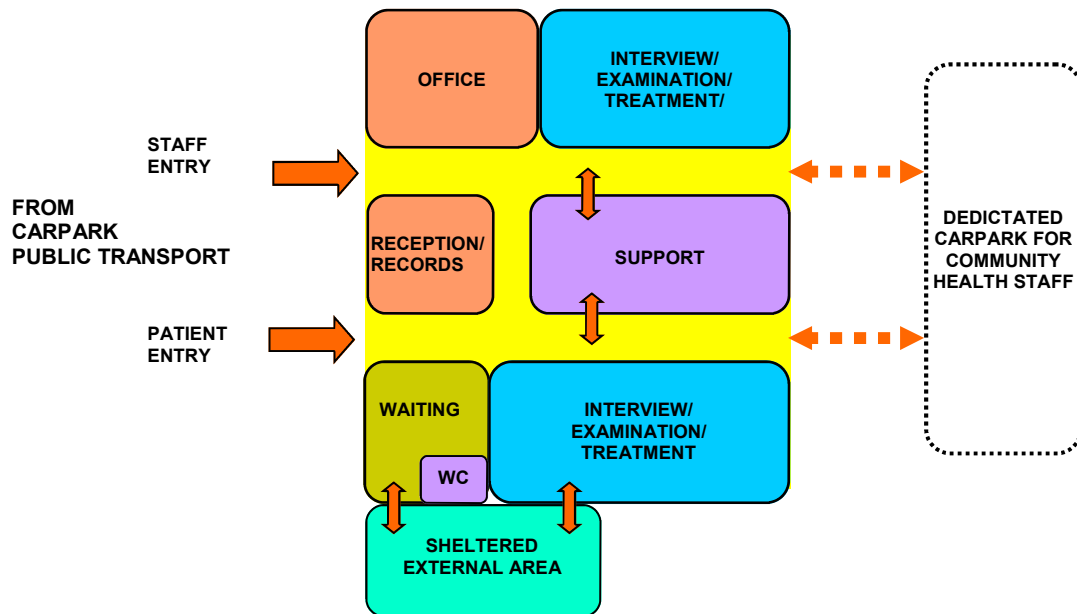 OFFICE
INTERVIEW/
EXAMINATION/
TREATMENT/
STAFF
ENTRY
FROM
CARPARK
PUBLIC TRANSPORT
RECEPTION/
RECORDS
SUPPORT
DEDICTATED
CARPARK FOR
COMMUNITY
HEALTH STAFF
PATIENT
ENTRY
WAITING
WC
INTERVIEW/
EXAMINATION/
TREATMENT
SHELTERED
EXTERNAL AREA